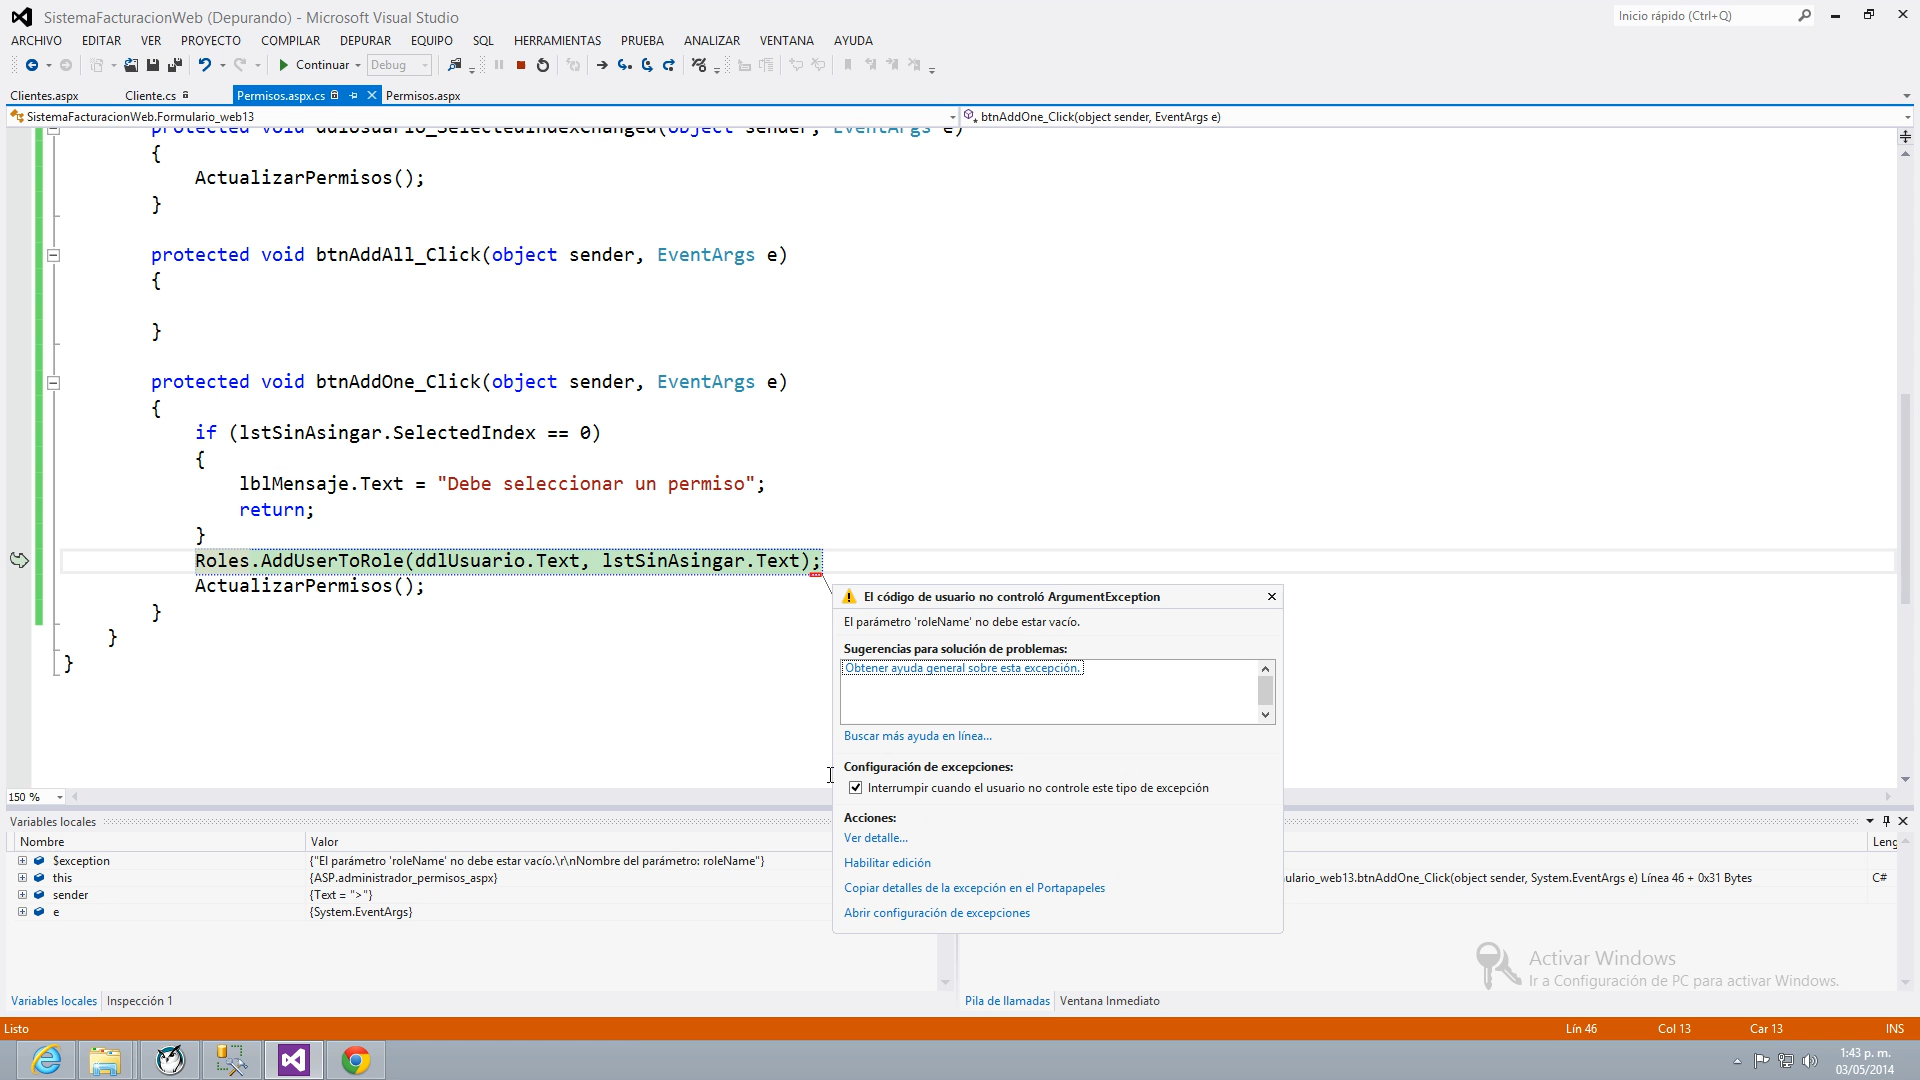 SistemaFacturacionWeb (Depurando) - Microsoft Visual Studio
Inicio rápido (Ctrl+Q)
ARCHIVO EDITAR VER PROYECTO COMPILAR DEPURAR EQUIPO SQL HERRAMIENTAS PRUEBA ANALIZAR VENTANA AYUDA
Continuar Debug
Clientes.aspx Cliente.cs Permisos.aspx.cs Permisos.aspx
SistemaFacturacionWeb.Formulario_web13 btnAddOne_Click(object sender, EventArgs e)
protected void ddlUsuario_SelectedIndexChanged(object sender, EventArgs e)
{
ActualizarPermisos();
}
protected void btnAddAll_Click(object sender, EventArgs e)
{
}
protected void btnAddOne_Click(object sender, EventArgs e)
{
if (lstSinAsingar.SelectedIndex == 0)
{
lblMensaje.Text = "Debe seleccionar un permiso";
return;
}
Roles.AddUserToRole(ddlUsuario.Text, lstSinAsingar.Text);
ActualizarPermisos();
}
}
}
El código de usuario no controló ArgumentException
El parámetro 'roleName' no debe estar vacío.
Sugerencias para solución de problemas:
Obtener ayuda general sobre esta excepción.
Buscar más ayuda en línea...
Configuración de excepciones:
Interrumpir cuando el usuario no controle este tipo de excepción
Acciones:
Ver detalle...
Habilitar edición
Copiar detalles de la excepción en el Portapapeles
Abrir configuración de excepciones
150 %
Variables locales
Nombre Valor
$exception {"El parámetro 'roleName' no debe estar vacío.\r\nNombre del parámetro: roleName"}
this {ASP.administrador_permisos_aspx}
sender {Text = ">"}
e {System.EventArgs}
Leng
ulario_web13.btnAddOne_Click(object sender, System.EventArgs e) Línea 46 + 0x31 Bytes C#
Activar Windows
Ir a Configuración de PC para activar Windows.
Variables locales Inspección 1
Pila de llamadas Ventana Inmediato
Listo Lín 46 Col 13 Car 13 INS
1:43 p. m.
03/05/2014